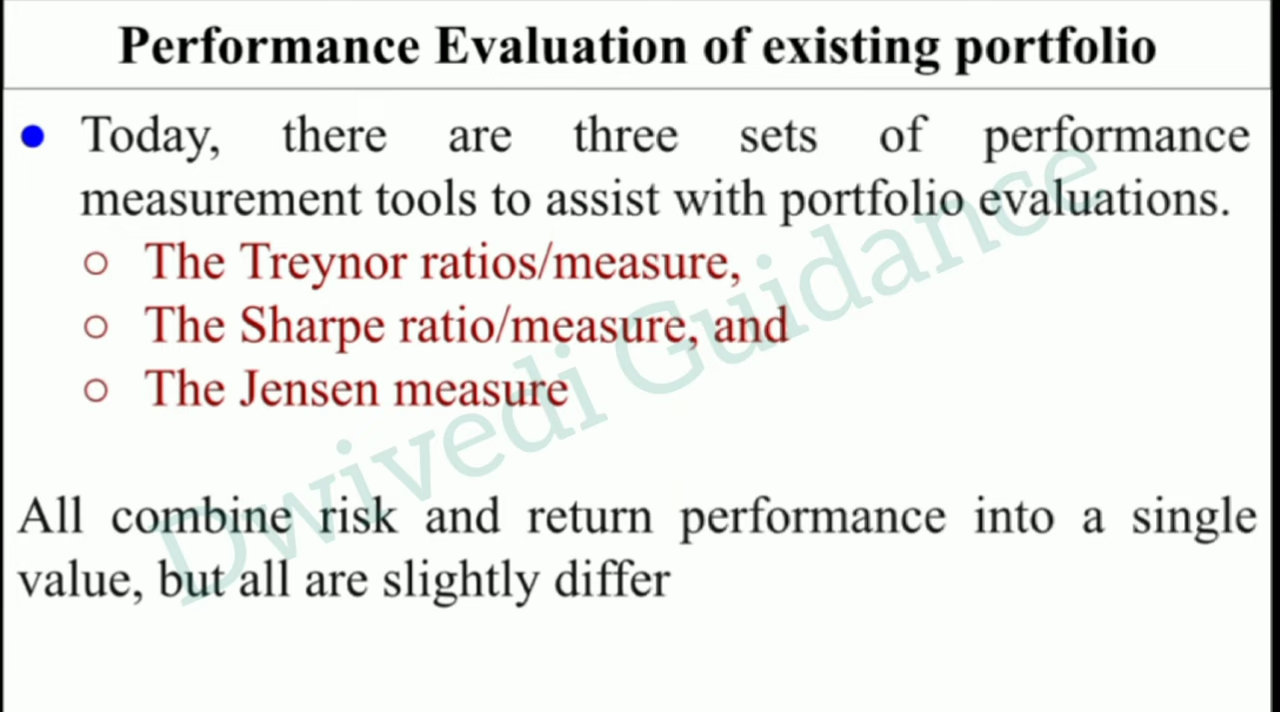 Performance Evaluation of existing portfolio
● Today, there are three sets of performance
measurement tools to assist with portfolio evaluations.
○ The Treynor ratios/measure,
○ The Sharpe ratio/measure, and
○ The Jensen measure
All combine risk and return performance into a single
value, but all are slightly differ
Dwivedi Guidance